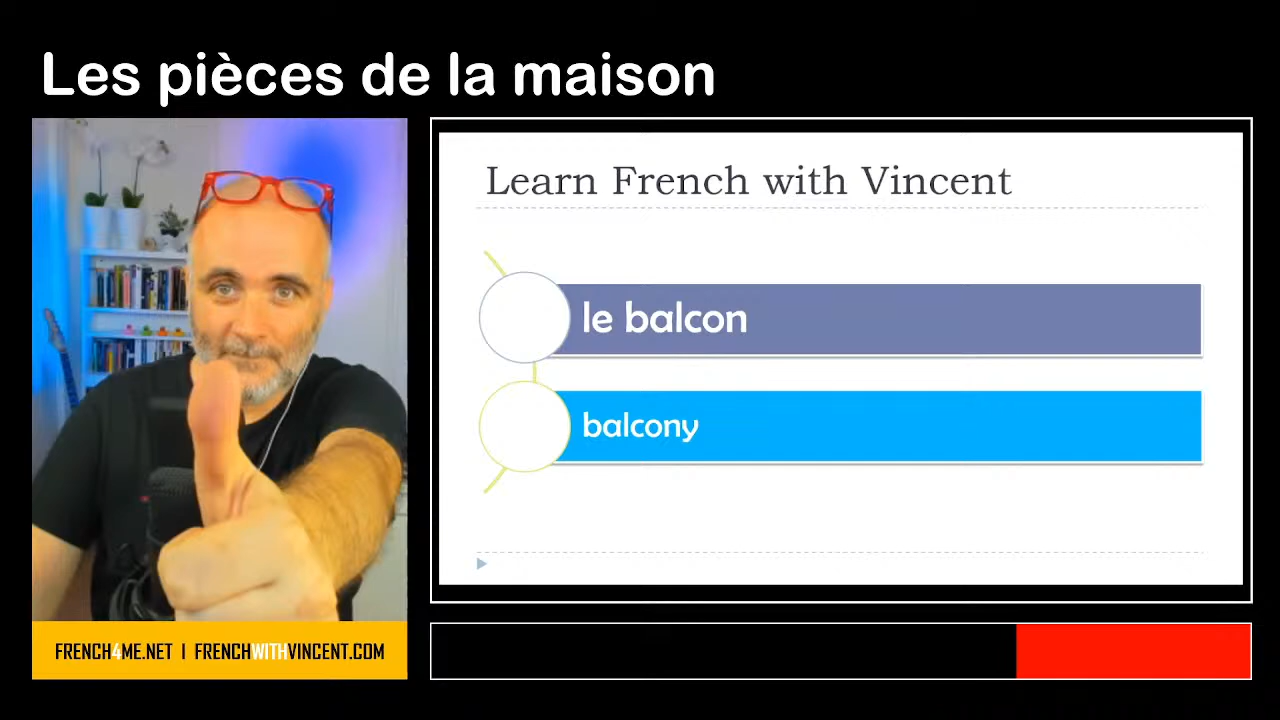 Les pièces de la maison
Learn French with Vincent
le balcon
balcony
FRENCH4ME.NET | FRENCHWITHVINCENT.COM